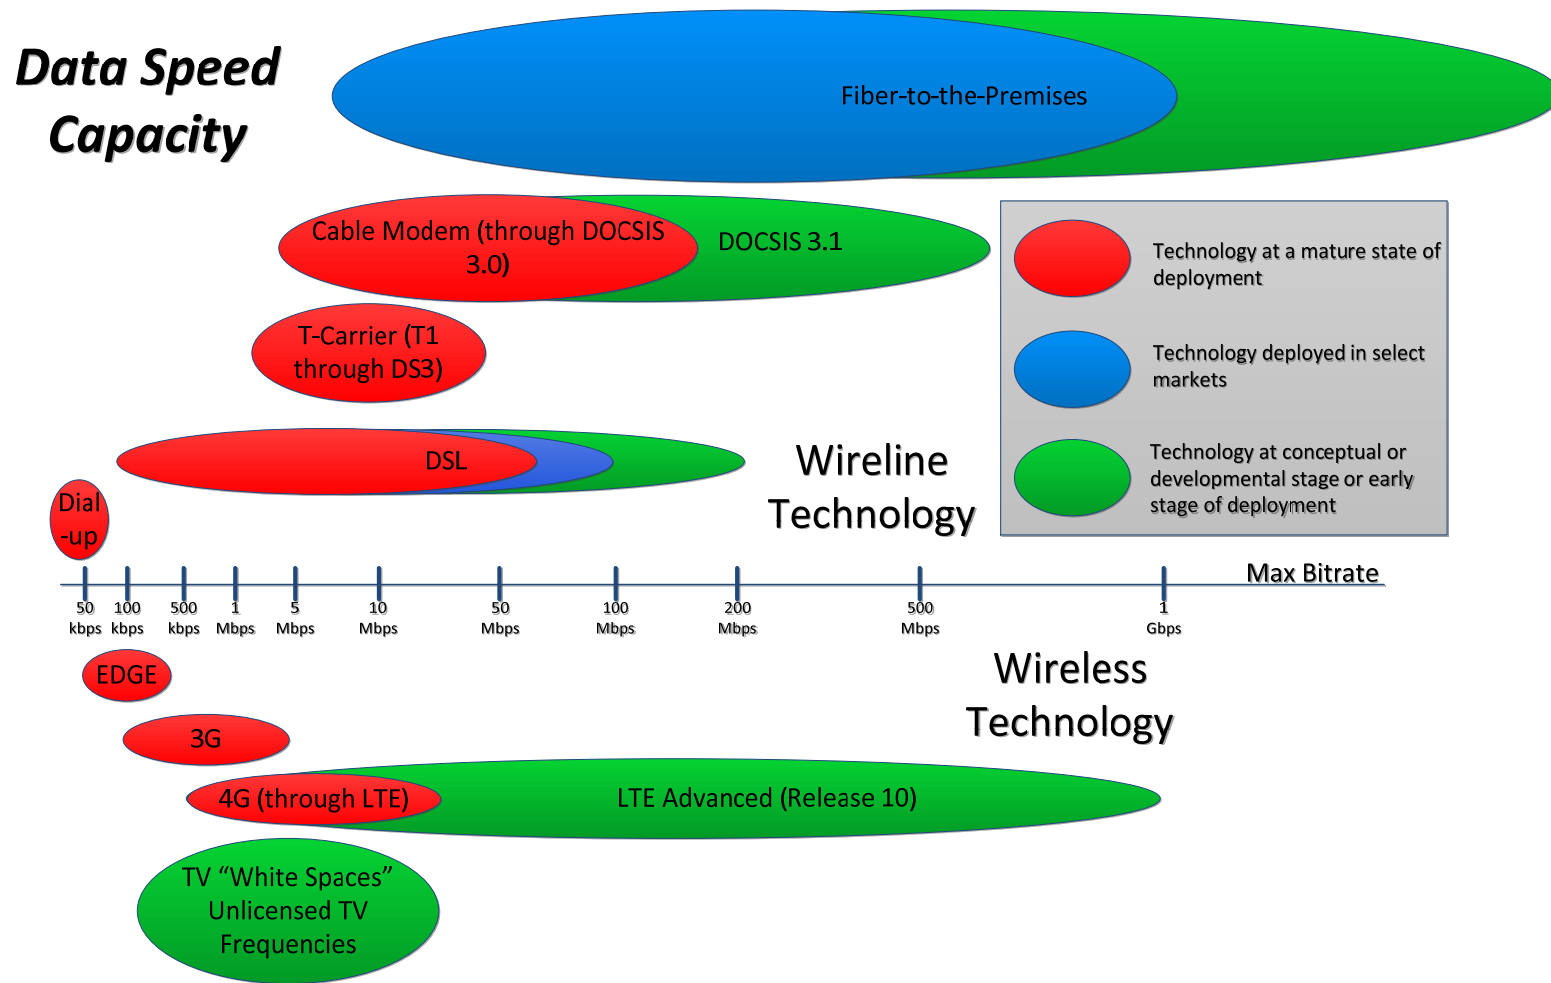 Data Speed
Capacity
Fiber-to-the-Premises
Cable Modem (through DOCSIS
3.0)
DOCSIS 3.1
T-Carrier (T1
through DS3)
DSL
Dial
-up
Technology at a mature state of
deployment
Technology deployed in select
markets
Technology at conceptual or
developmental stage or early
stage of deployment
Wireline
Technology
Max Bitrate
50
kbps
100
kbps
500
kbps
1
Mbps
5
Mbps
10
Mbps
50
Mbps
100
Mbps
200
Mbps
500
Mbps
1
Gbps
Wireless
Technology
EDGE
3G
4G (through LTE)
LTE Advanced (Release 10)
TV “White Spaces”
Unlicensed TV
Frequencies